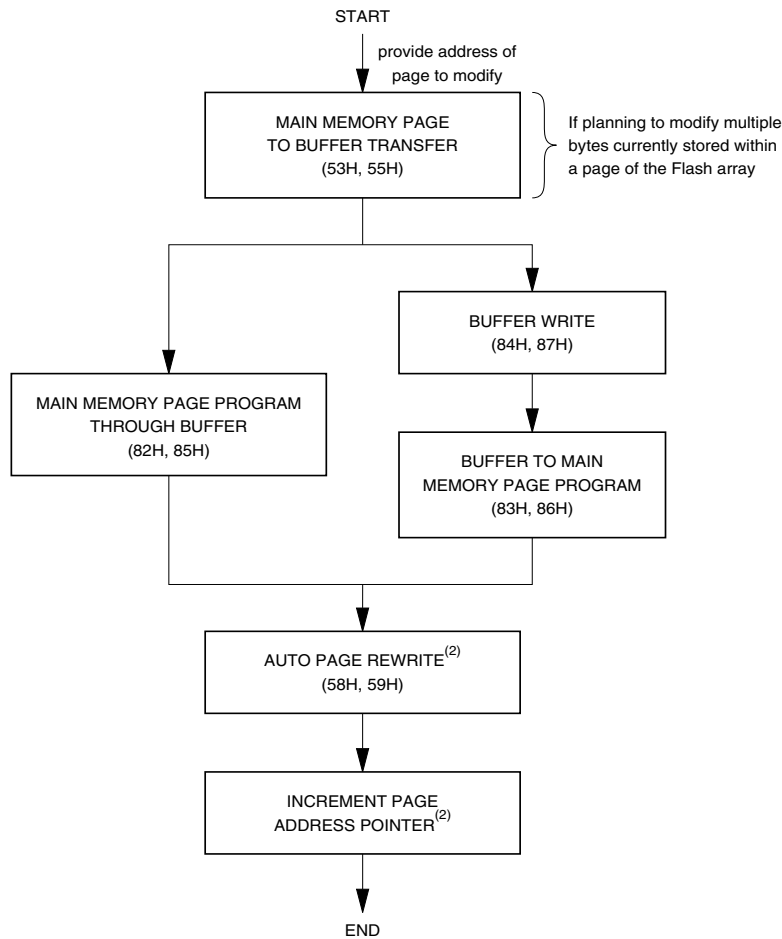 START
provide address of
page to modify
MAIN MEMORY PAGE
TO BUFFER TRANSFER
(53H, 55H)
If planning to modify multiple
bytes currently stored within
a page of the Flash array
BUFFER WRITE
(84H, 87H)
MAIN MEMORY PAGE PROGRAM
THROUGH BUFFER
(82H, 85H)
BUFFER TO MAIN
MEMORY PAGE PROGRAM
(83H, 86H)
AUTO PAGE REWRITE(2)
(58H, 59H)
INCREMENT PAGE
ADDRESS POINTER(2)
END